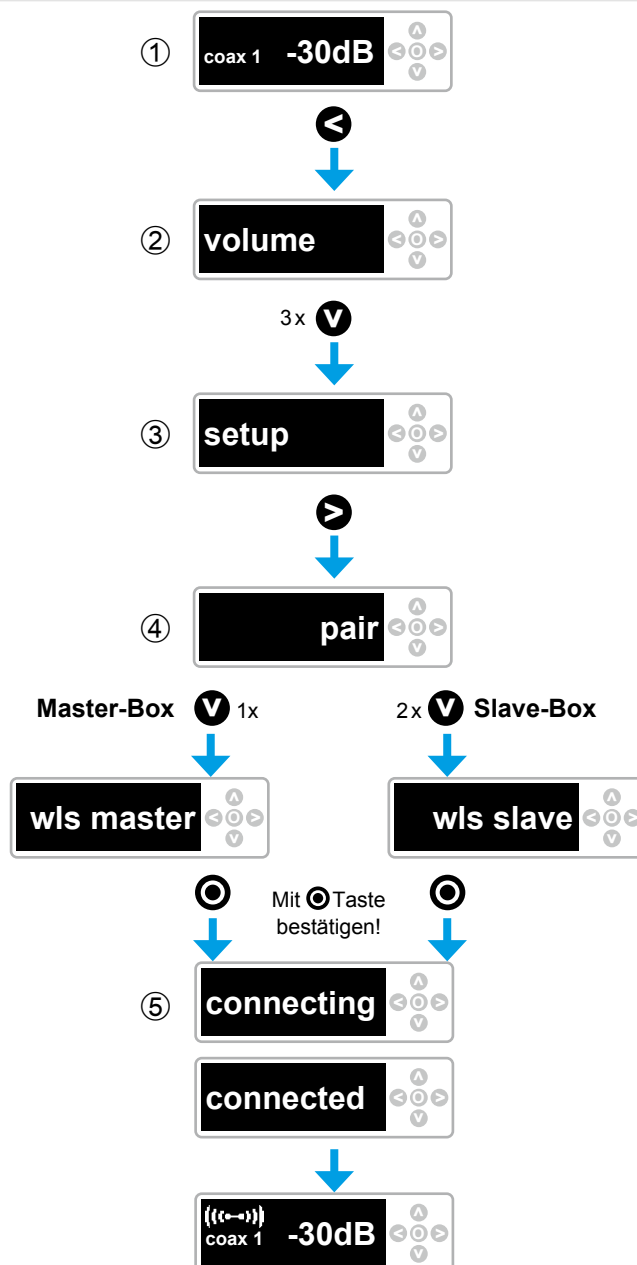 ① coax 1 -30dB
② volume
3 x
③ setup
④ pair
Master-Box 1x
2 x Slave-Box
wls master
wls slave
Mit Taste
bestätigen!
⑤ connecting
connected
coax 1 -30dB